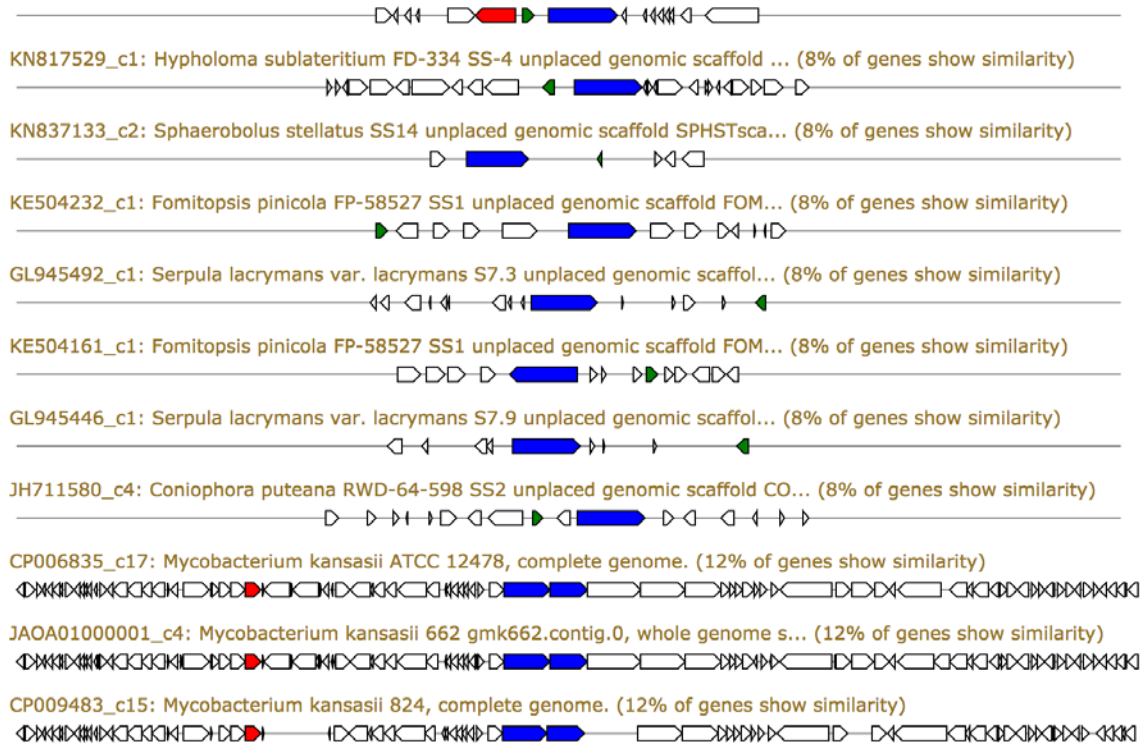 KN817529_c1: Hypholoma sublateritium FD-334 SS-4 unplaced genomic scaffold ... (8% of genes show similarity)
KN837133_c2: Sphaerobolus stellatus SS14 unplaced genomic scaffold SPHSTsca... (8% of genes show similarity)
KE504232_c1: Fomitopsis pinicola FP-58527 SS1 unplaced genomic scaffold FOM... (8% of genes show similarity)
GL945492_c1: Serpula lacrymans var. lacrymans S7.3 unplaced genomic scaffol... (8% of genes show similarity)
KE504161_c1: Fomitopsis pinicola FP-58527 SS1 unplaced genomic scaffold FOM... (8% of genes show similarity)
GL945446_c1: Serpula lacrymans var. lacrymans S7.9 unplaced genomic scaffol... (8% of genes show similarity)
JH711580_c4: Coniophora puteana RWD-64-598 SS2 unplaced genomic scaffold CO... (8% of genes show similarity)
CP006835_c17: Mycobacterium kansasii ATCC 12478, complete genome. (12% of genes show similarity)
JAOA01000001_c4: Mycobacterium kansasii 662 gmk662.contig.0, whole genome s... (12% of genes show similarity)
CP009483_c15: Mycobacterium kansasii 824, complete genome. (12% of genes show similarity)